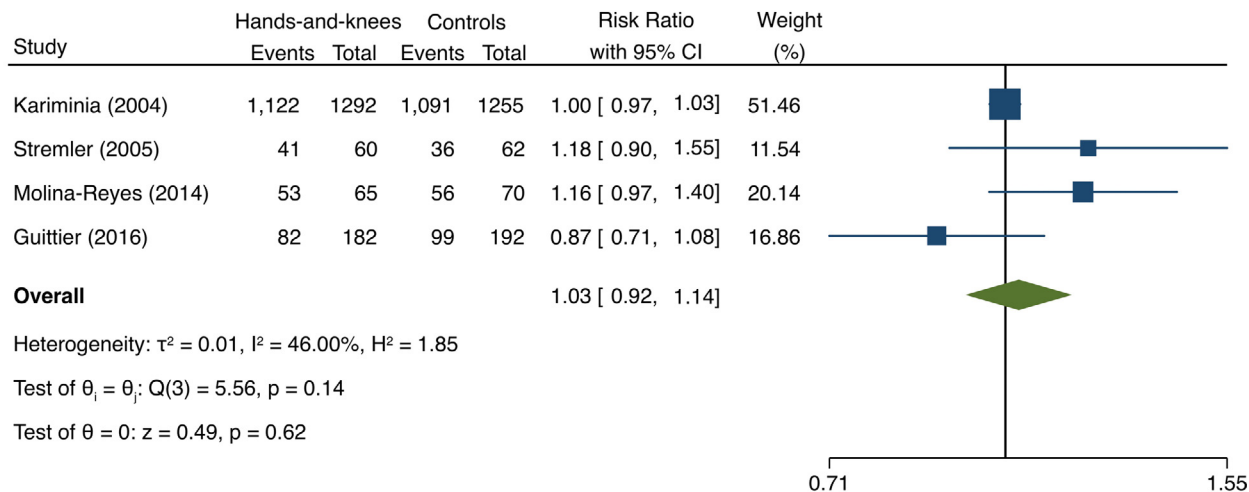 Hands-and-knees Controls Risk Ratio Weight
Study Events Total Events Total with 95% CI (%)
Kariminia (2004) 1,122 1292 1,091 1255 1.00 [ 0.97, 1.03] 51.46
Stremler (2005) 41 60 36 62 1.18 [ 0.90, 1.55] 11.54
Molina-Reyes (2014) 53 65 56 70 1.16 [ 0.97, 1.40] 20.14
Guittier (2016) 82 182 99 192 0.87 [ 0.71, 1.08] 16.86
Overall 1.03 [ 0.92, 1.14]
Heterogeneity: τ² = 0.01, I² = 46.00%, H² = 1.85
Test of θᵢ = θⱼ: Q(3) = 5.56, p = 0.14
Test of θ = 0: z = 0.49, p = 0.62
0.71 1.55